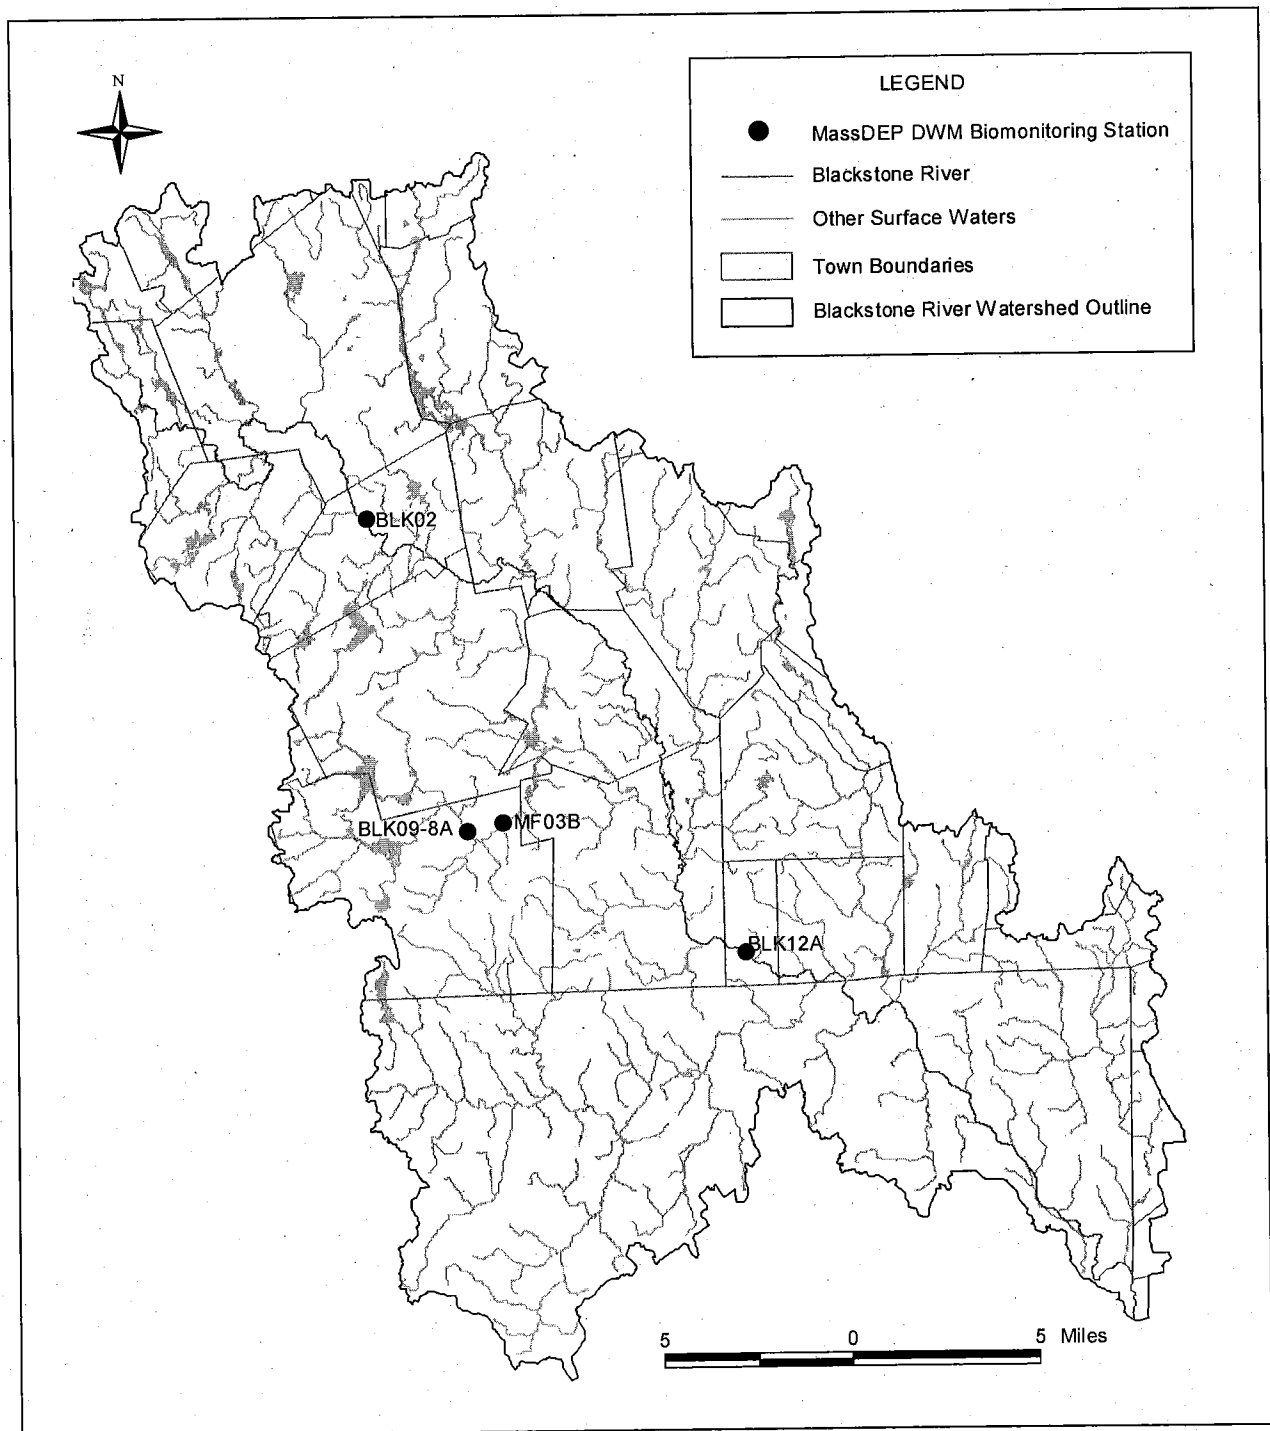 N
LEGEND
MassDEP DWM Biomonitoring Station
Blackstone River
Other Surface Waters
Town Boundaries
Blackstone River Watershed Outline
BLK02
BLK09-8A
MF03B
BLK12A
5 0 5 Miles